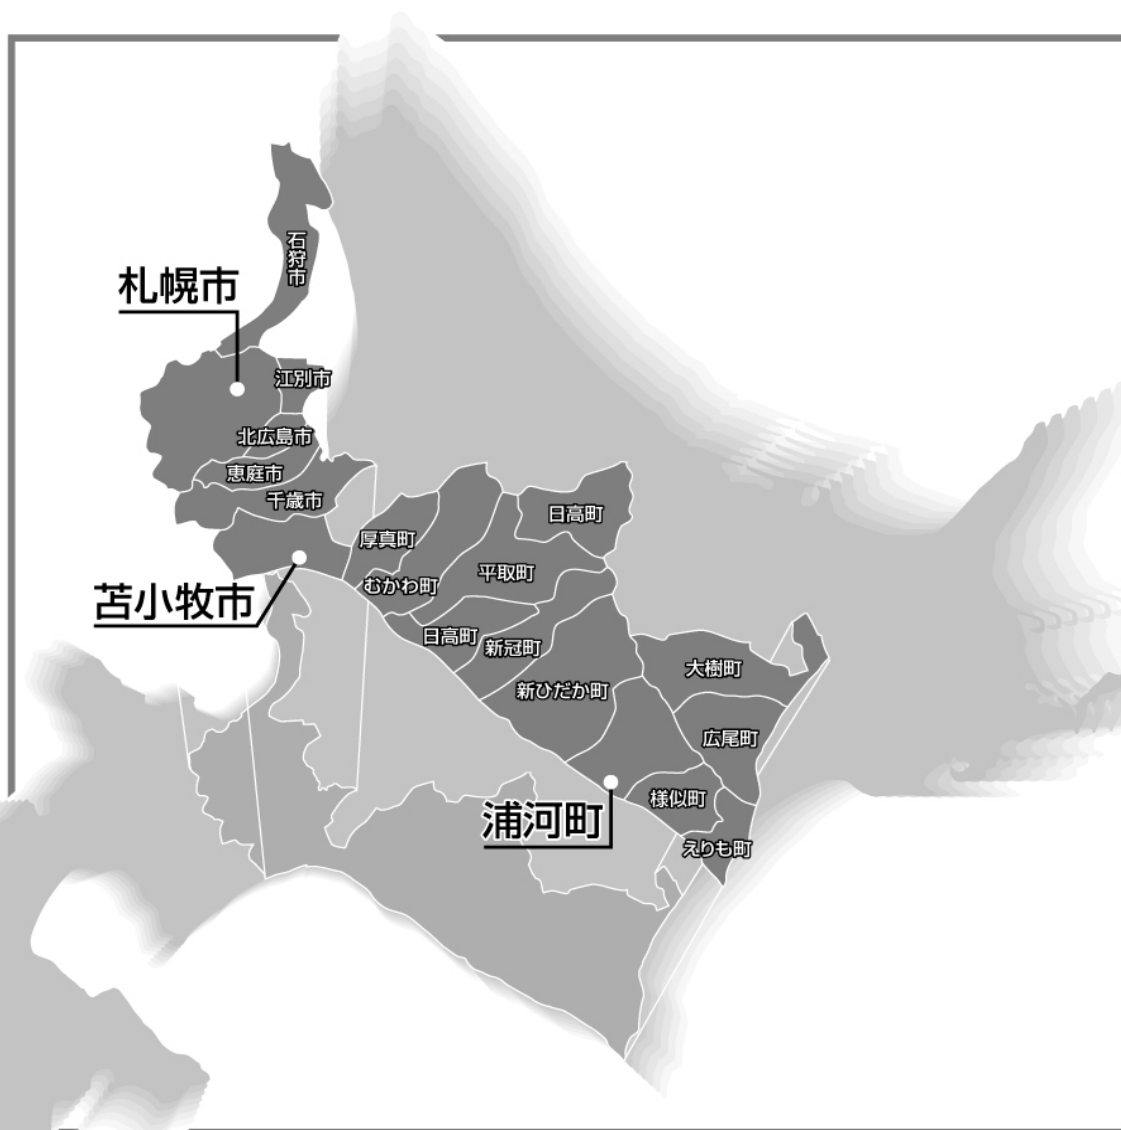 石狩市
札幌市
江別市
北広島市
恵庭市
千歳市
日高町
厚真町
平取町
むかわ町
苫小牧市
日高町
新冠町
大樹町
新ひだか町
広尾町
様似町
浦河町
えりも町